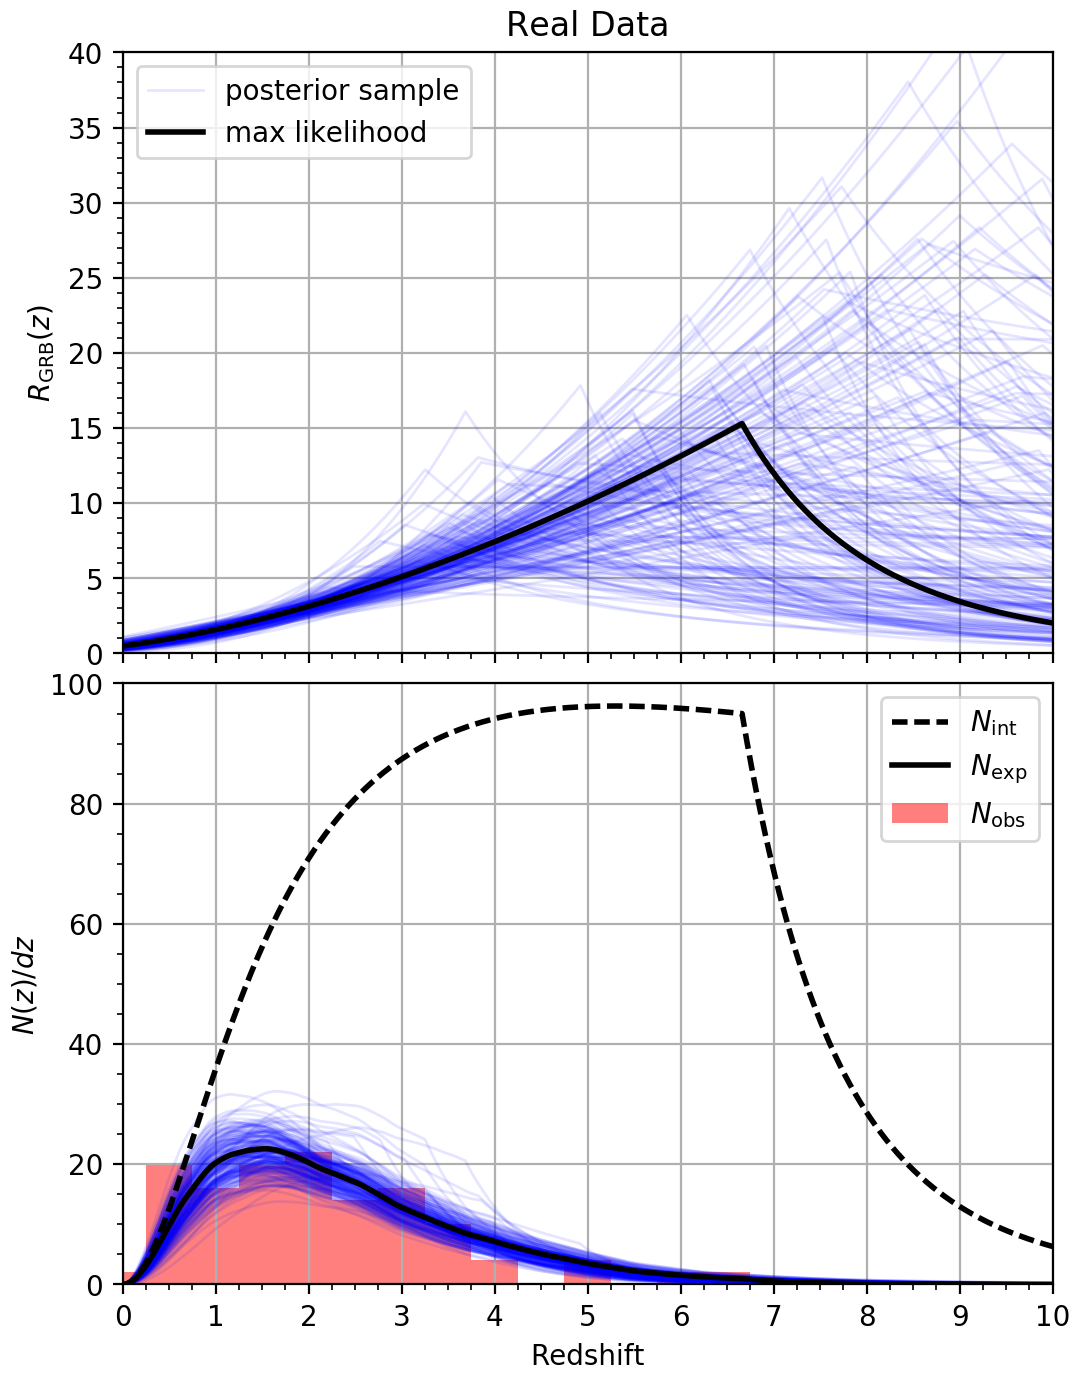 Real Data
40
35
30
25
20
15
10
5
0
R_GRB(z)
posterior sample
max likelihood
100
80
60
40
20
0
N(z)/dz
N_int
N_exp
N_obs
0 1 2 3 4 5 6 7 8 9 10
Redshift